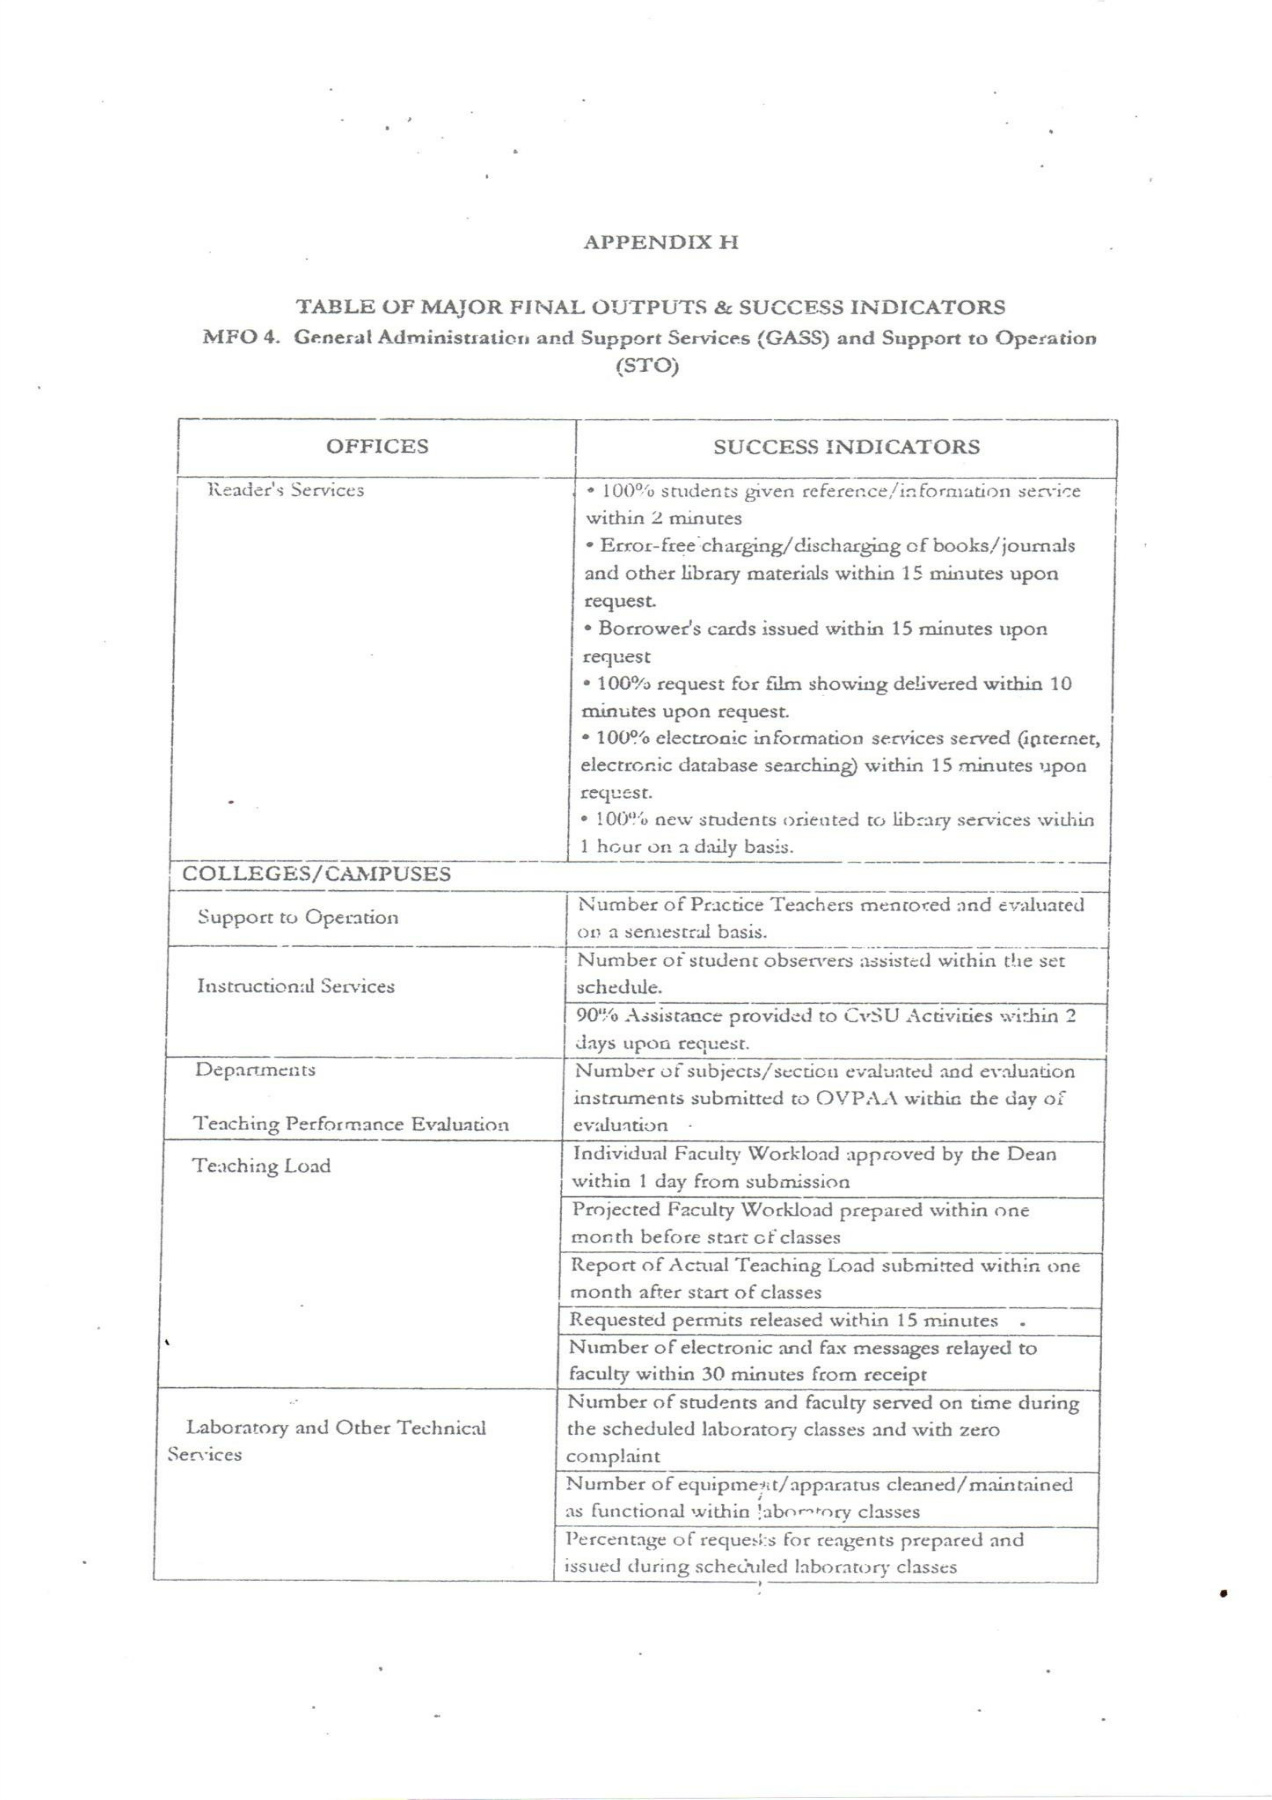 APPENDIX H
TABLE OF MAJOR FINAL OUTPUTS & SUCCESS INDICATORS
MFO 4. General Administration and Support Services (GASS) and Support to Operation
(STO)
OFFICES
SUCCESS INDICATORS
Reader's Services
• 100% students given reference/information service
within 2 minutes
• Error-free charging/discharging of books/journals
and other library materials within 15 minutes upon
request.
• Borrower's cards issued within 15 minutes upon
request
• 100% request for film showing delivered within 10
minutes upon request.
• 100% electronic information services served (internet,
electronic database searching) within 15 minutes upon
request.
• 100% new students oriented to library services within
1 hour on a daily basis.
COLLEGES/CAMPUSES
Support to Operation
Number of Practice Teachers mentored and evaluated
on a semestral basis.
Instructional Services
Number of student observers assisted within the set
schedule.
90% Assistance provided to CvSU Activities within 2
days upon request.
Departments
Teaching Performance Evaluation
Number of subjects/section evaluated and evaluation
instruments submitted to OVPAA within the day of
evaluation
Teaching Load
Individual Faculty Workload approved by the Dean
within 1 day from submission
Projected Faculty Workload prepared within one
month before start of classes
Report of Actual Teaching Load submitted within one
month after start of classes
Requested permits released within 15 minutes
Number of electronic and fax messages relayed to
faculty within 30 minutes from receipt
Laboratory and Other Technical
Services
Number of students and faculty served on time during
the scheduled laboratory classes and with zero
complaint
Number of equipment/apparatus cleaned/maintained
as functional within laboratory classes
Percentage of requests for reagents prepared and
issued during scheduled laboratory classes